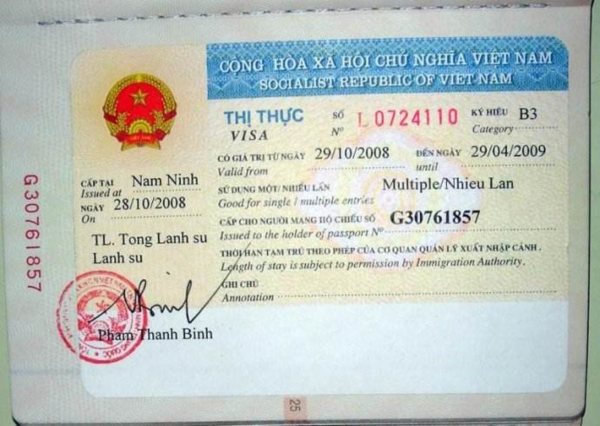 CỘNG HÒA XÃ HỘI CHỦ NGHĨA VIỆT NAM
SOCIALIST REPUBLIC OF VIET NAM
THỊ THỰC SỐ L 0724110 KÝ HIỆU B3
VISA Nº Category
CÓ GIÁ TRỊ TỪ NGÀY 29/10/2008 ĐẾN NGÀY 29/04/2009
Valid from until
CẤP TẠI Nam Ninh
Issued at
NGÀY 28/10/2008
On
SỬ DỤNG MỘT/ NHIỀU LẦN Multiple/Nhieu Lan
Good for single / multiple entries
CẤP CHO NGƯỜI MANG HỘ CHIẾU SỐ G30761857
Issued to the holder of passport Nº
THỜI HẠN TẠM TRÚ THEO PHÉP CỦA CƠ QUAN QUẢN LÝ XUẤT NHẬP CẢNH.
Length of stay is subject to permission by Immigration Authority.
GHI CHÚ
Annotation
TL. Tong Lanh su
Lanh su
Pham Thanh Binh
G30761857
25